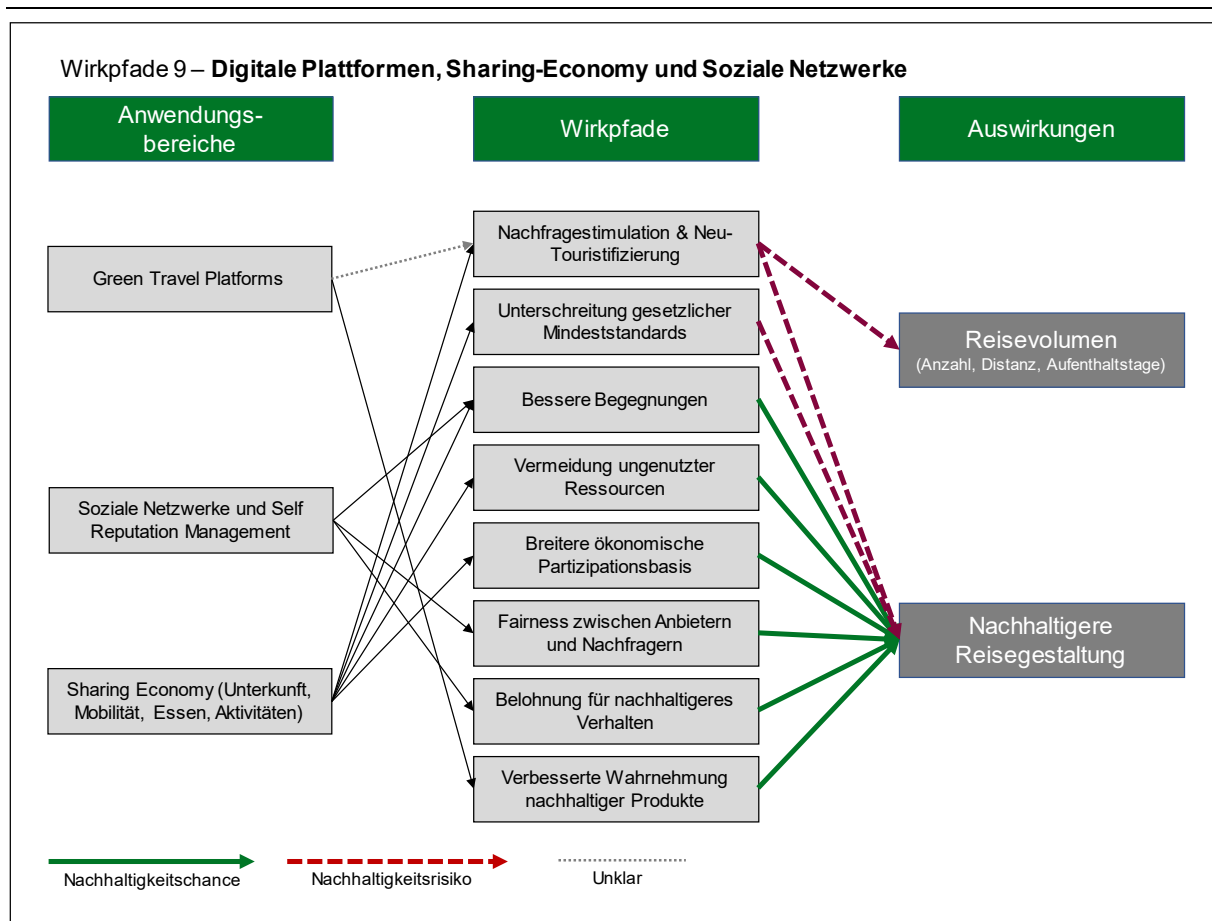 Wirkpfade 9 – Digitale Plattformen, Sharing-Economy und Soziale Netzwerke
Anwendungs-
bereiche
Wirkpfade
Auswirkungen
Green Travel Platforms
Soziale Netzwerke und Self
Reputation Management
Sharing Economy (Unterkunft,
Mobilität, Essen, Aktivitäten)
Nachfragestimulation & Neu-
Touristifizierung
Unterschreitung gesetzlicher
Mindeststandards
Bessere Begegnungen
Vermeidung ungenutzter
Ressourcen
Breitere ökonomische
Partizipationsbasis
Fairness zwischen Anbietern
und Nachfragern
Belohnung für nachhaltigeres
Verhalten
Verbesserte Wahrnehmung
nachhaltiger Produkte
Reisevolumen
(Anzahl, Distanz, Aufenthaltstage)
Nachhaltigere
Reisegestaltung
Nachhaltigkeitschance
Nachhaltigkeitsrisiko
Unklar